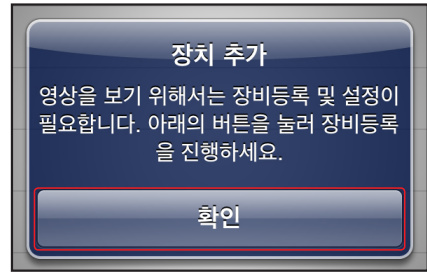 장치 추가
영상을 보기 위해서는 장비등록 및 설정이
필요합니다. 아래의 버튼을 눌러 장비등록
을 진행하세요.
확인